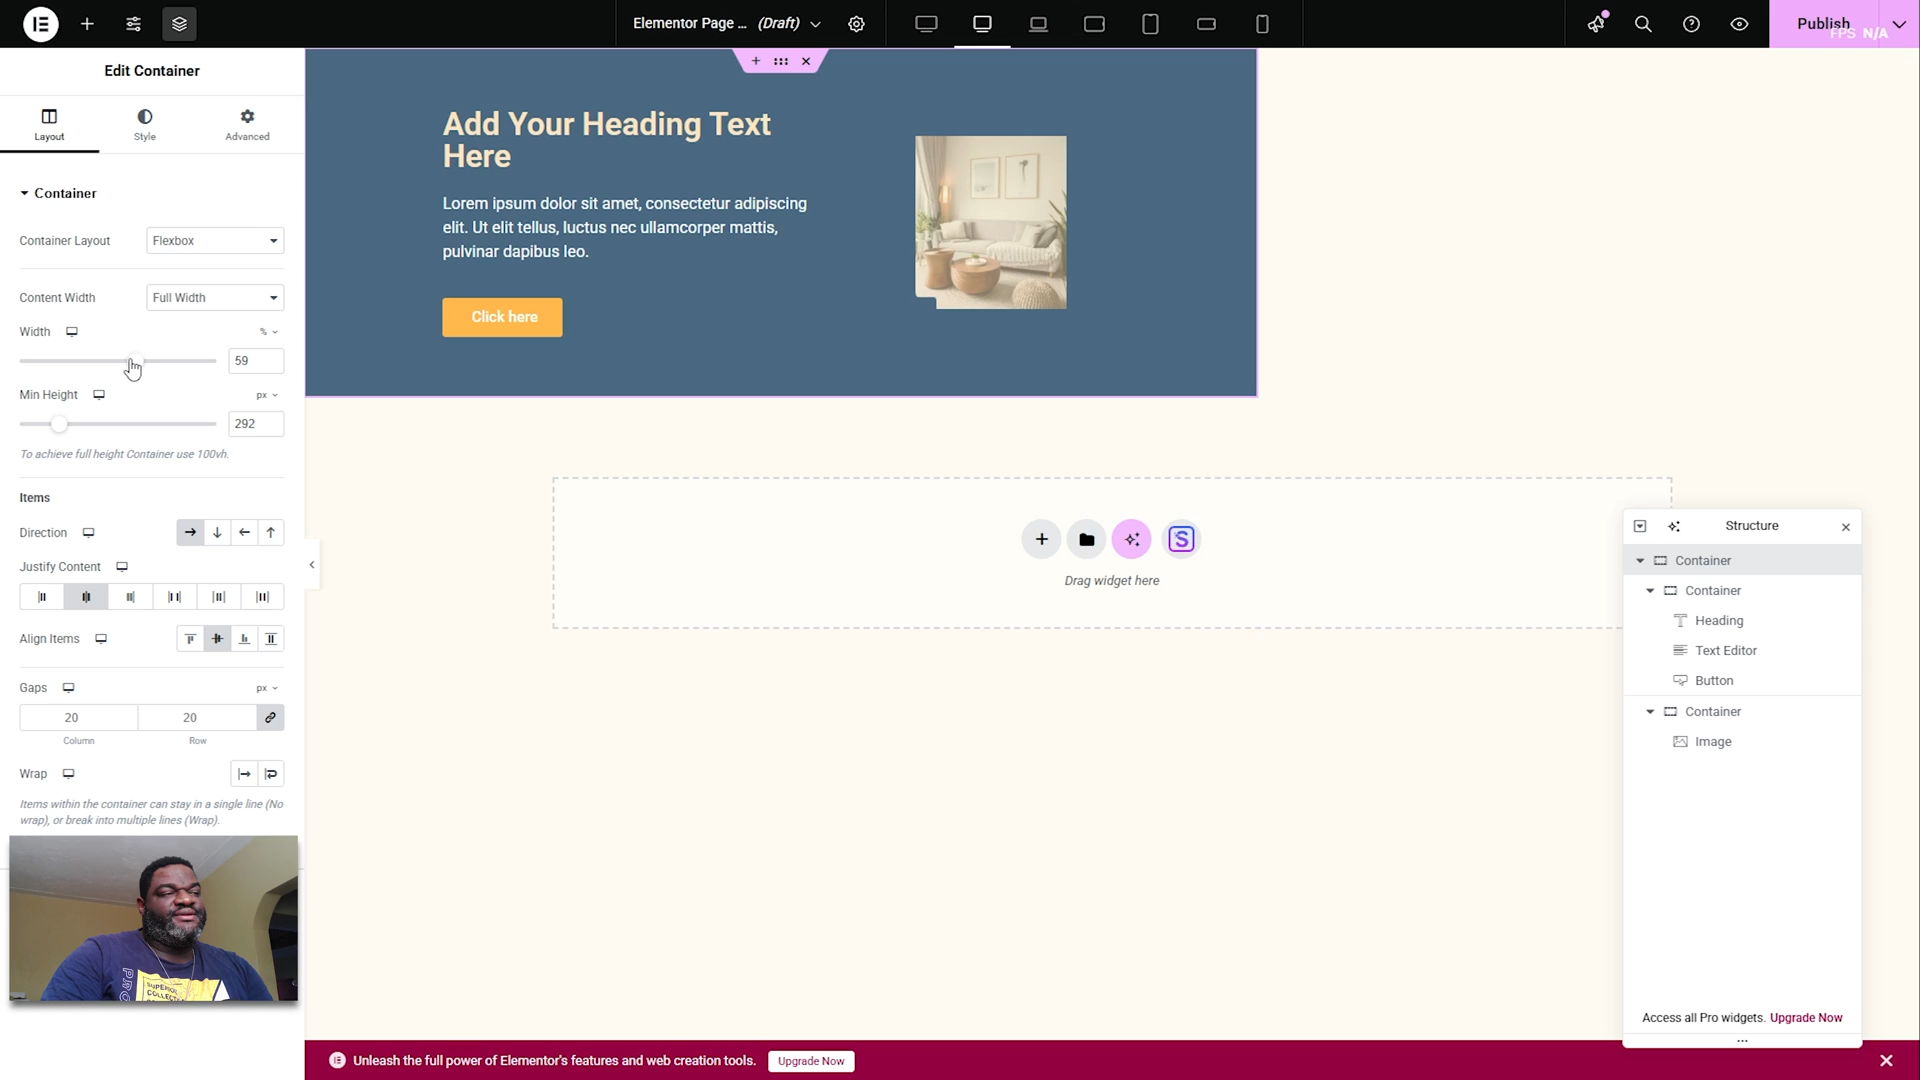 Elementor Page ... (Draft)
Publish
FPS N/A
Edit Container
Layout
Style
Advanced
Container
Container Layout
Flexbox
Content Width
Full Width
Width
%
59
Min Height
px
292
To achieve full height Container use 100vh.
Items
Direction
Justify Content
Align Items
Gaps
px
20
20
Column
Row
Wrap
Items within the container can stay in a single line (No
wrap), or break into multiple lines (Wrap).
Add Your Heading Text
Here
Lorem ipsum dolor sit amet, consectetur adipiscing
elit. Ut elit tellus, luctus nec ullamcorper mattis,
pulvinar dapibus leo.
Click here
S
Drag widget here
Structure
Container
Container
Heading
Text Editor
Button
Container
Image
Access all Pro widgets. Upgrade Now
SUPERIOR
Unleash the full power of Elementor's features and web creation tools.
Upgrade Now